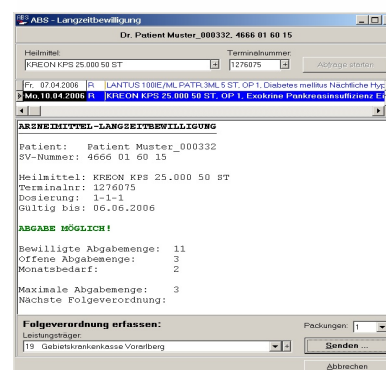 ABS - Langzeitbewilligung
Dr. Patient Muster_000332, 4666 01 60 15
Heilmittel: Terminalnummer:
KREON KPS 25.000 50 ST 1276075 Abfrage starten
Fr. 07.04.2006 R LANTUS 100IE/ML PATR.3ML 5 ST, OP 1, Diabetes mellitus Nächtliche Hyp
Mo. 10.04.2006 R KREON KPS 25.000 50 ST, OP 1, Exokrine Pankreasinsuffizienz
ARZNEIMITTEL-LANGZEITBEWILLIGUNG
Patient: Patient Muster_000332
SV-Nummer: 4666 01 60 15
Heilmittel: KREON KPS 25.000 50 ST
Terminalnr: 1276075
Dosierung: 1-1-1
Gültig bis: 06.06.2006
ABGABE MÖGLICH!
Bewilligte Abgabemenge: 11
Offene Abgabemenge: 3
Monatsbedarf: 2
Maximale Abgabemenge: 3
Nächste Folgeverordnung:
Folgeverordnung erfassen: Packungen: 1
Leistungsträger:
19 Gebietskrankenkasse Vorarlberg Senden ...
Abbrechen